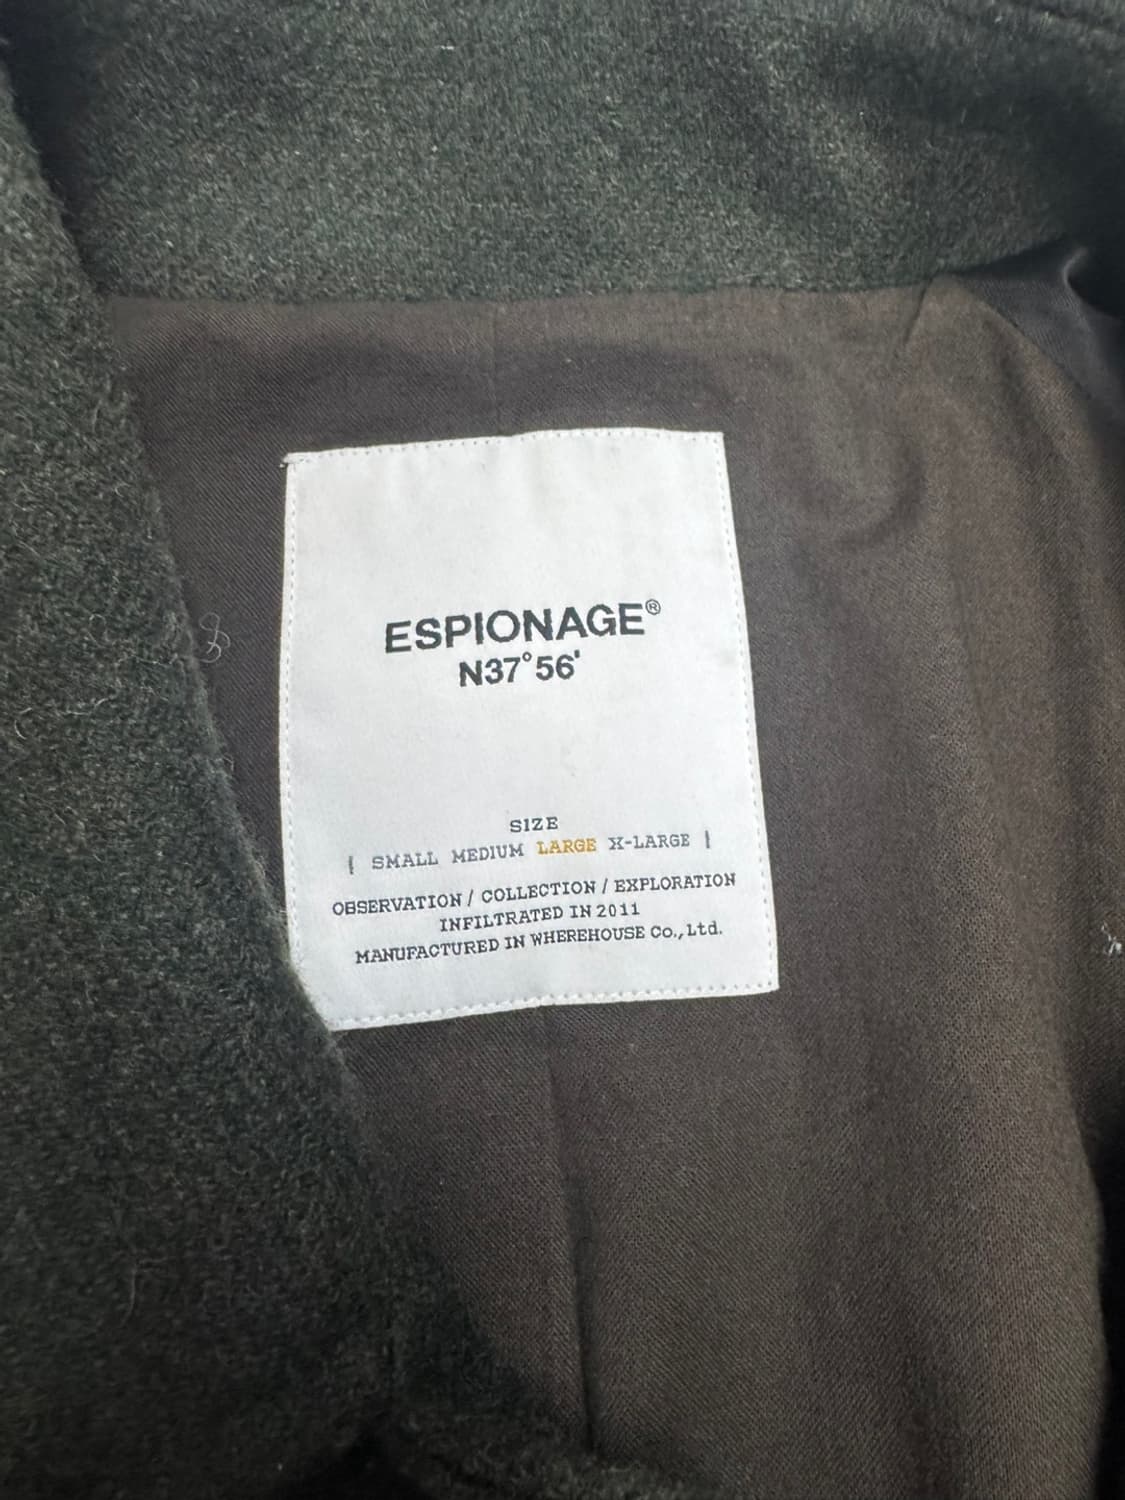 ESPIONAGE®
N37°56'
SIZE
| SMALL MEDIUM LARGE X-LARGE |
OBSERVATION / COLLECTION / EXPLORATION
INFILTRATED IN 2011
MANUFACTURED IN WHEREHOUSE Co., Ltd.